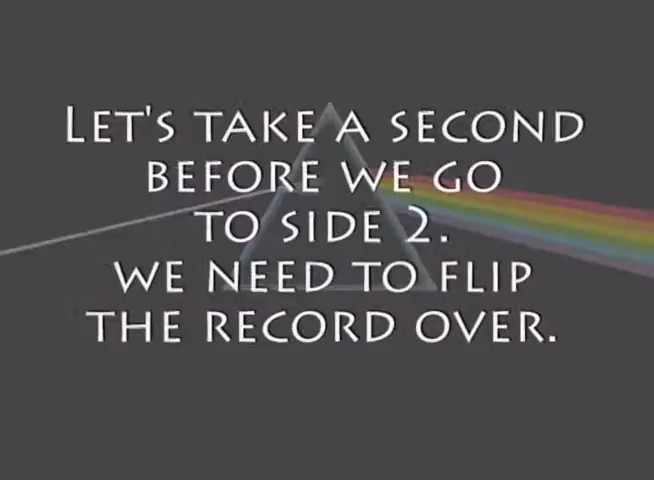 LET'S TAKE A SECOND
BEFORE WE GO
TO SIDE 2.
WE NEED TO FLIP
THE RECORD OVER.